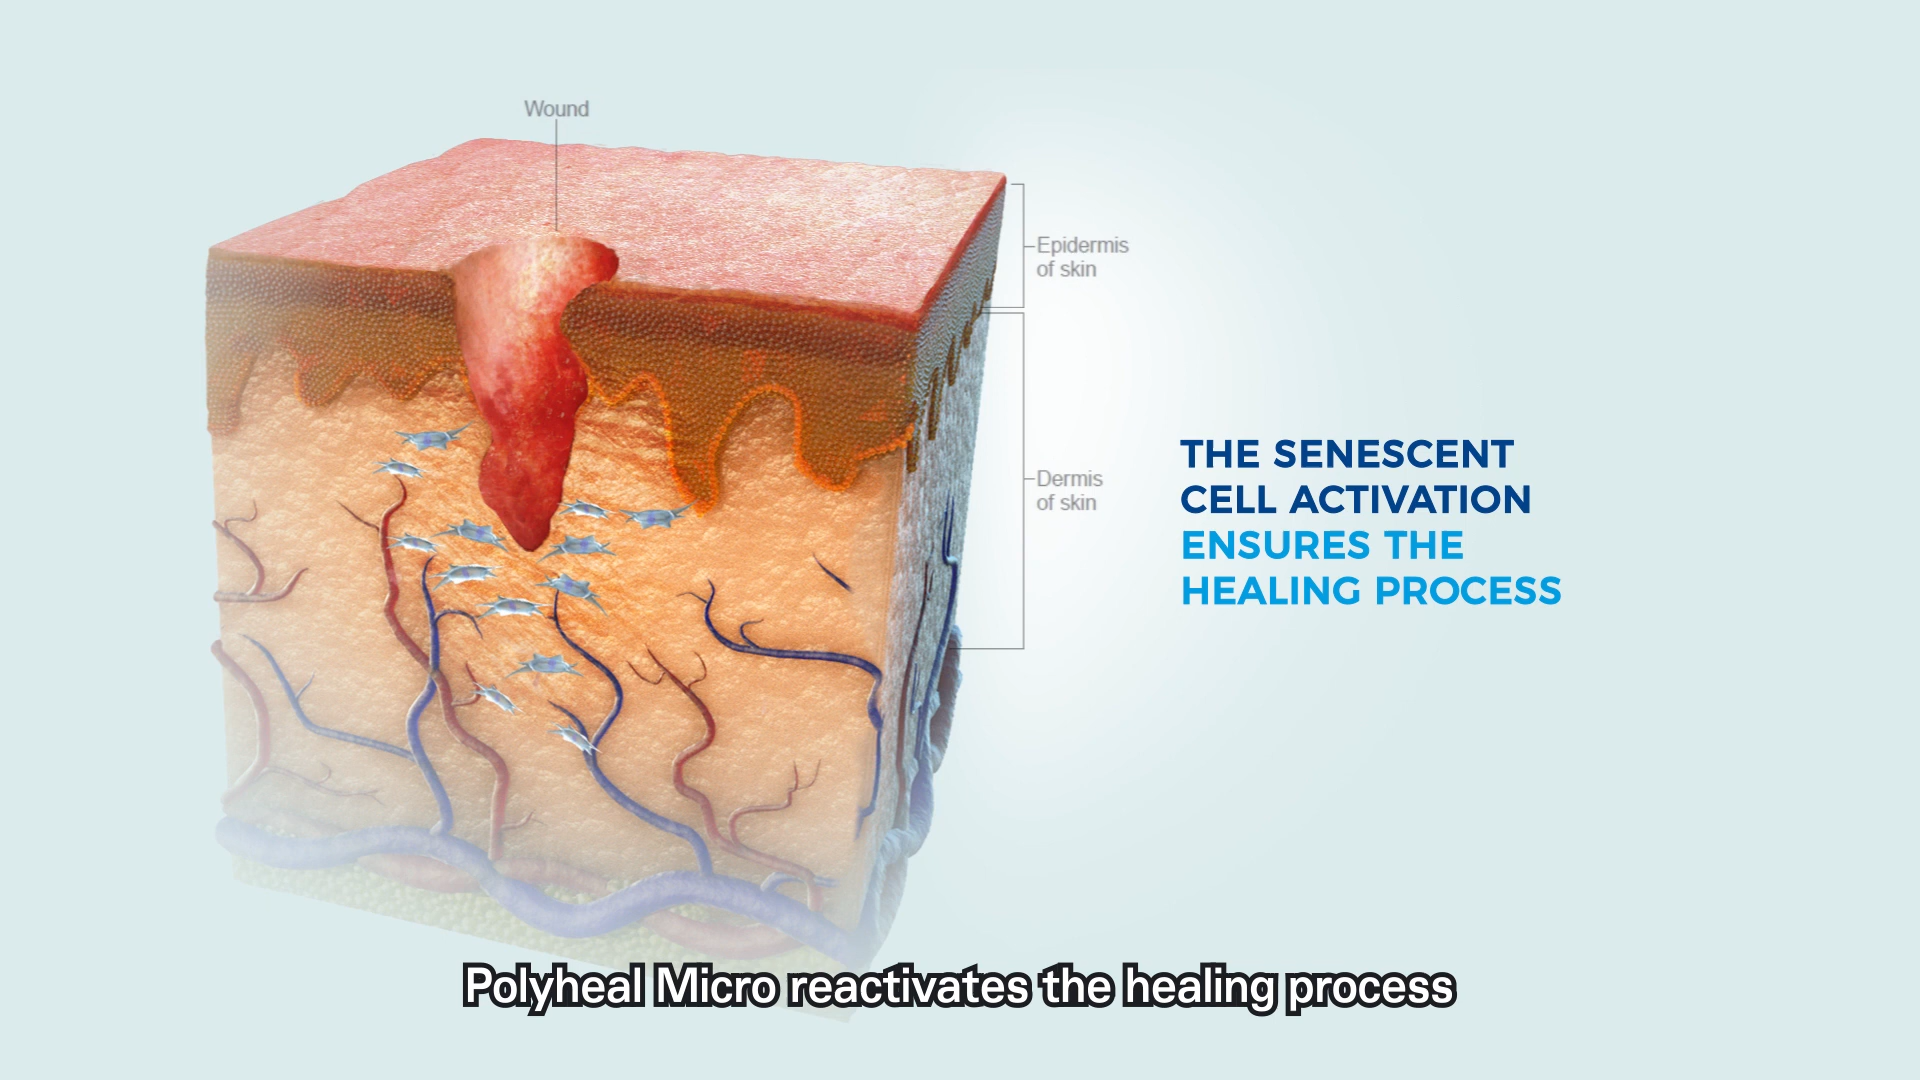 Wound
Epidermis
of skin
Dermis
of skin
THE SENESCENT
CELL ACTIVATION
ENSURES THE
HEALING PROCESS
Polyheal Micro reactivates the healing process